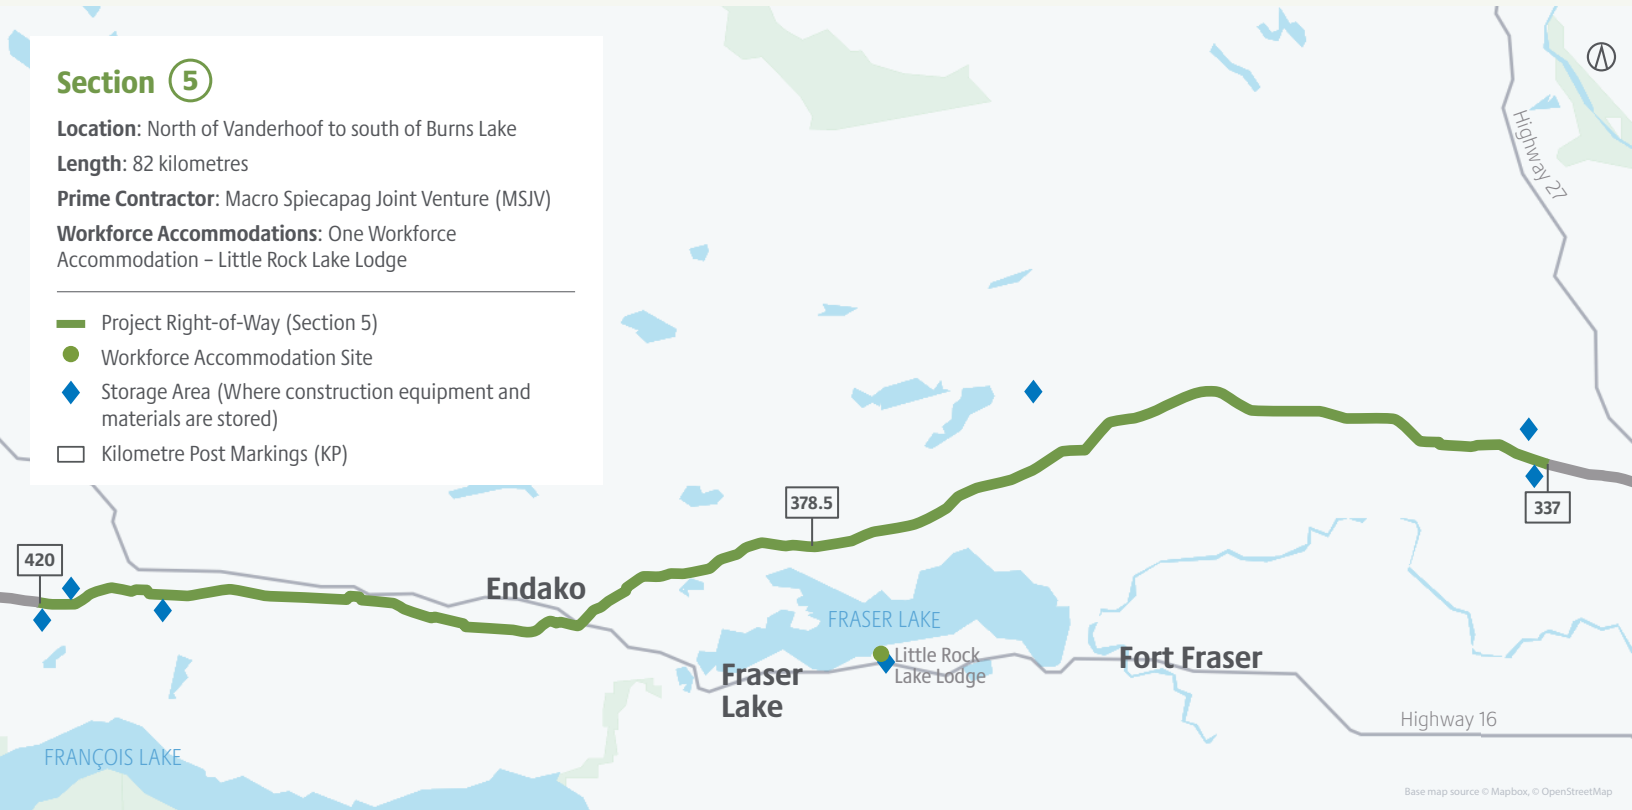 Section 5
Location: North of Vanderhoof to south of Burns Lake
Length: 82 kilometres
Prime Contractor: Macro Spiecapag Joint Venture (MSJV)
Workforce Accommodations: One Workforce
Accommodation – Little Rock Lake Lodge
Project Right-of-Way (Section 5)
Workforce Accommodation Site
Storage Area (Where construction equipment and
materials are stored)
Kilometre Post Markings (KP)
Highway 27
378.5
337
420
Endako
FRASER LAKE
Little Rock
Lake Lodge
Fort Fraser
Fraser
Lake
Highway 16
FRANÇOIS LAKE
Base map source © Mapbox, © OpenStreetMap